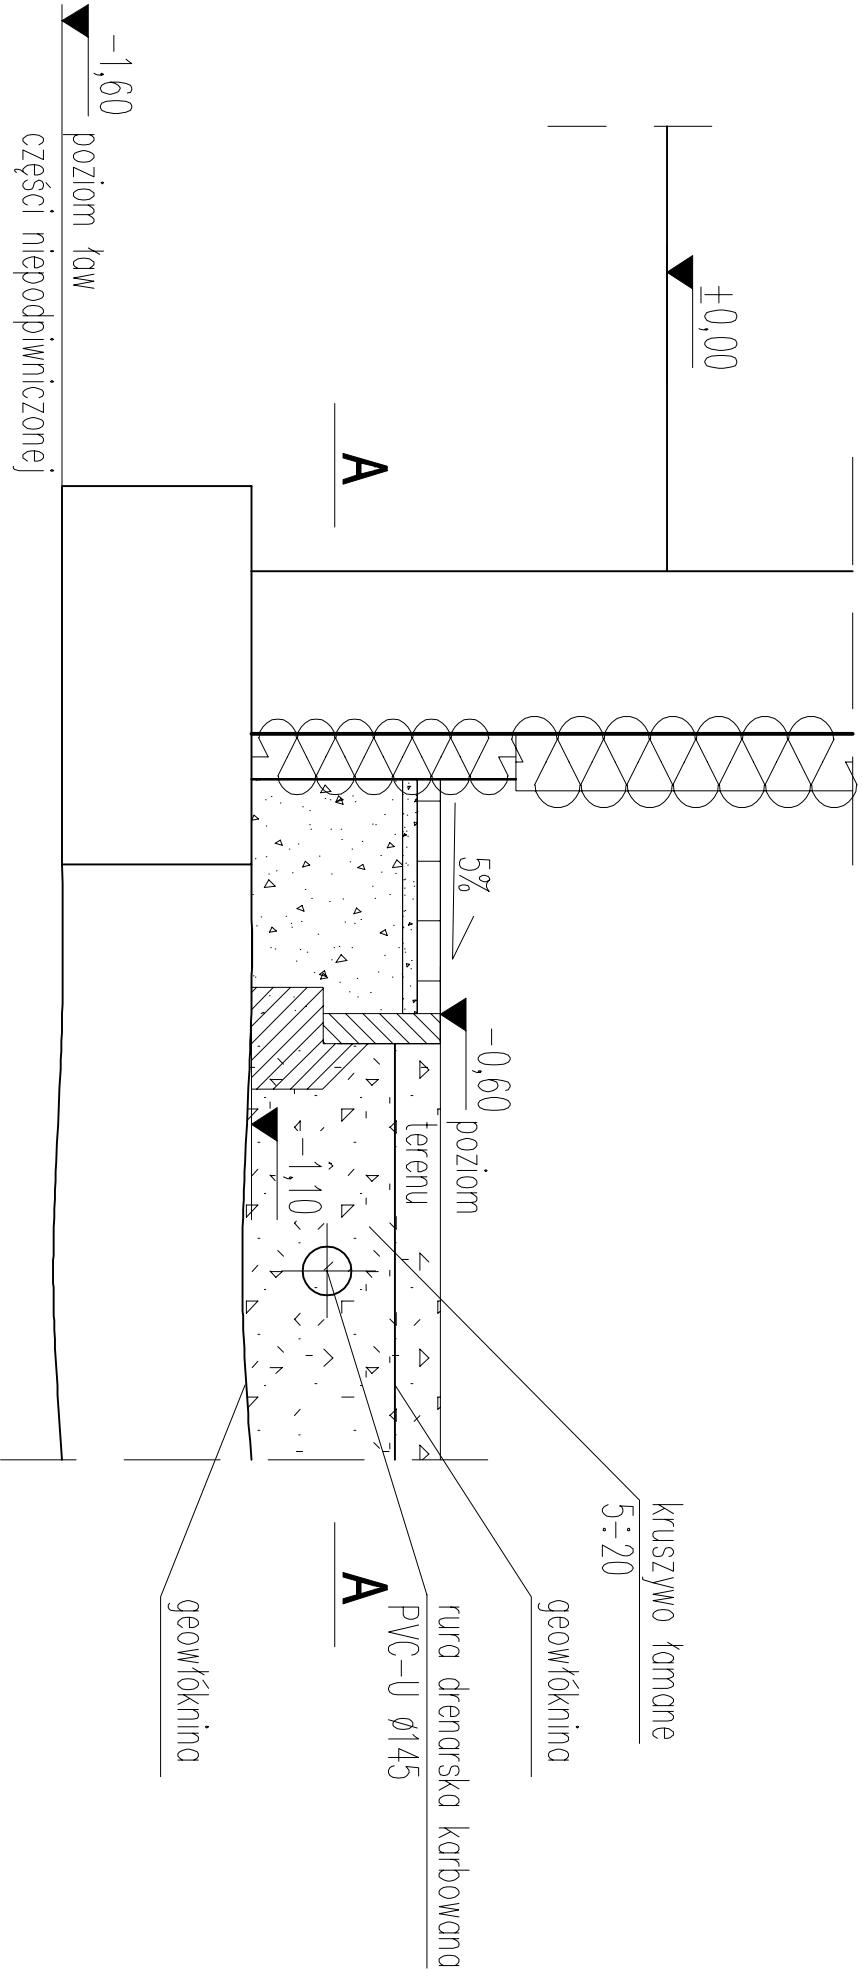 ±0,00
5%
-0,60
poziom
terenu
kruszywo łamane
5÷20
geowłóknina
rura drenarska karbowana
PVC-U Ø145
A
A
-1,10
geowłóknina
-1,60
poziom ław
części niepodpiwniczonej